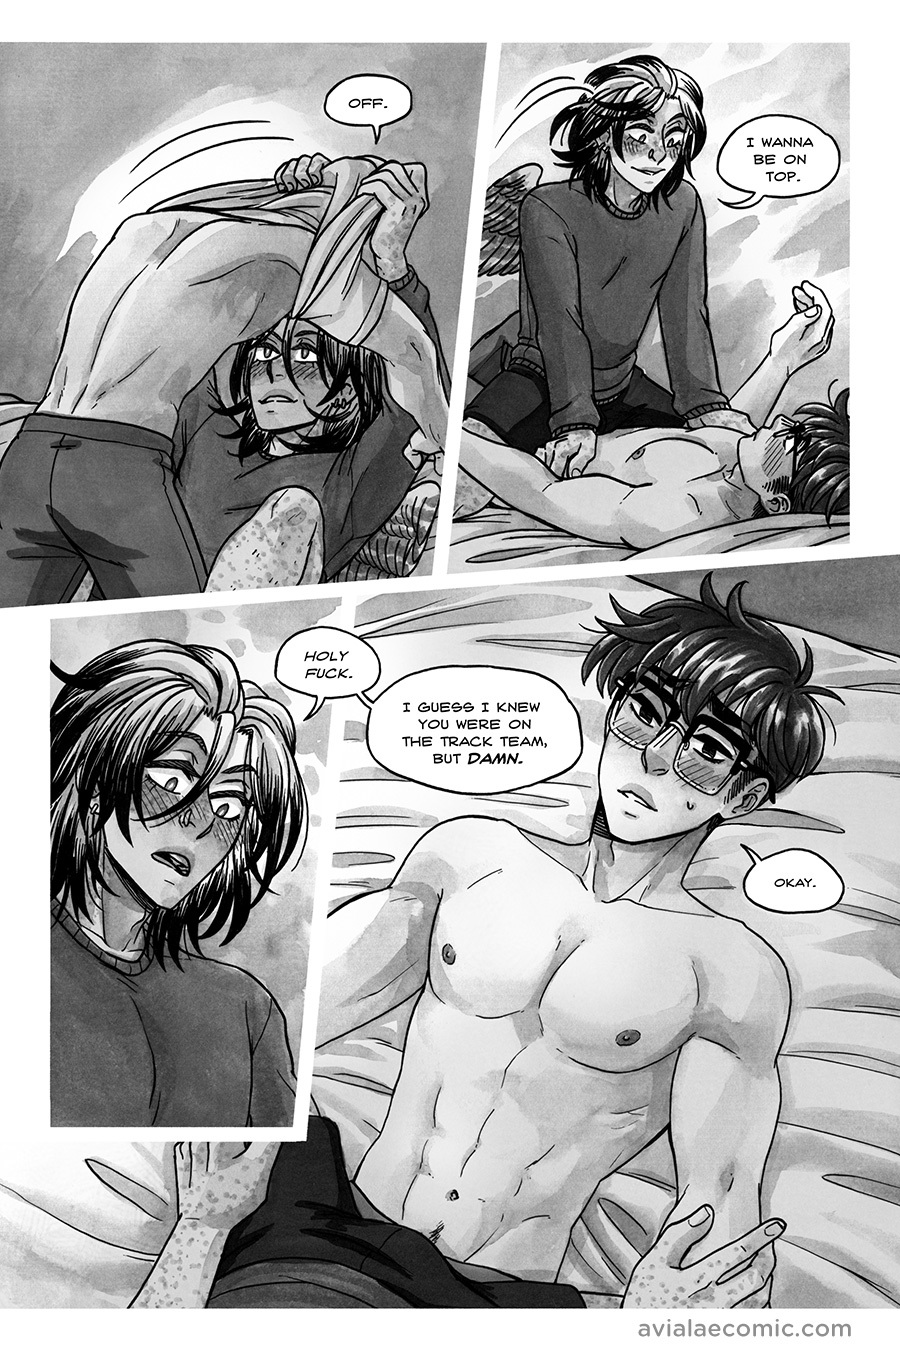 OFF.
I WANNA
BE ON
TOP.
HOLY
FUCK.
I GUESS I KNEW
YOU WERE ON
THE TRACK TEAM,
BUT DAMN.
OKAY.
avialaecomic.com